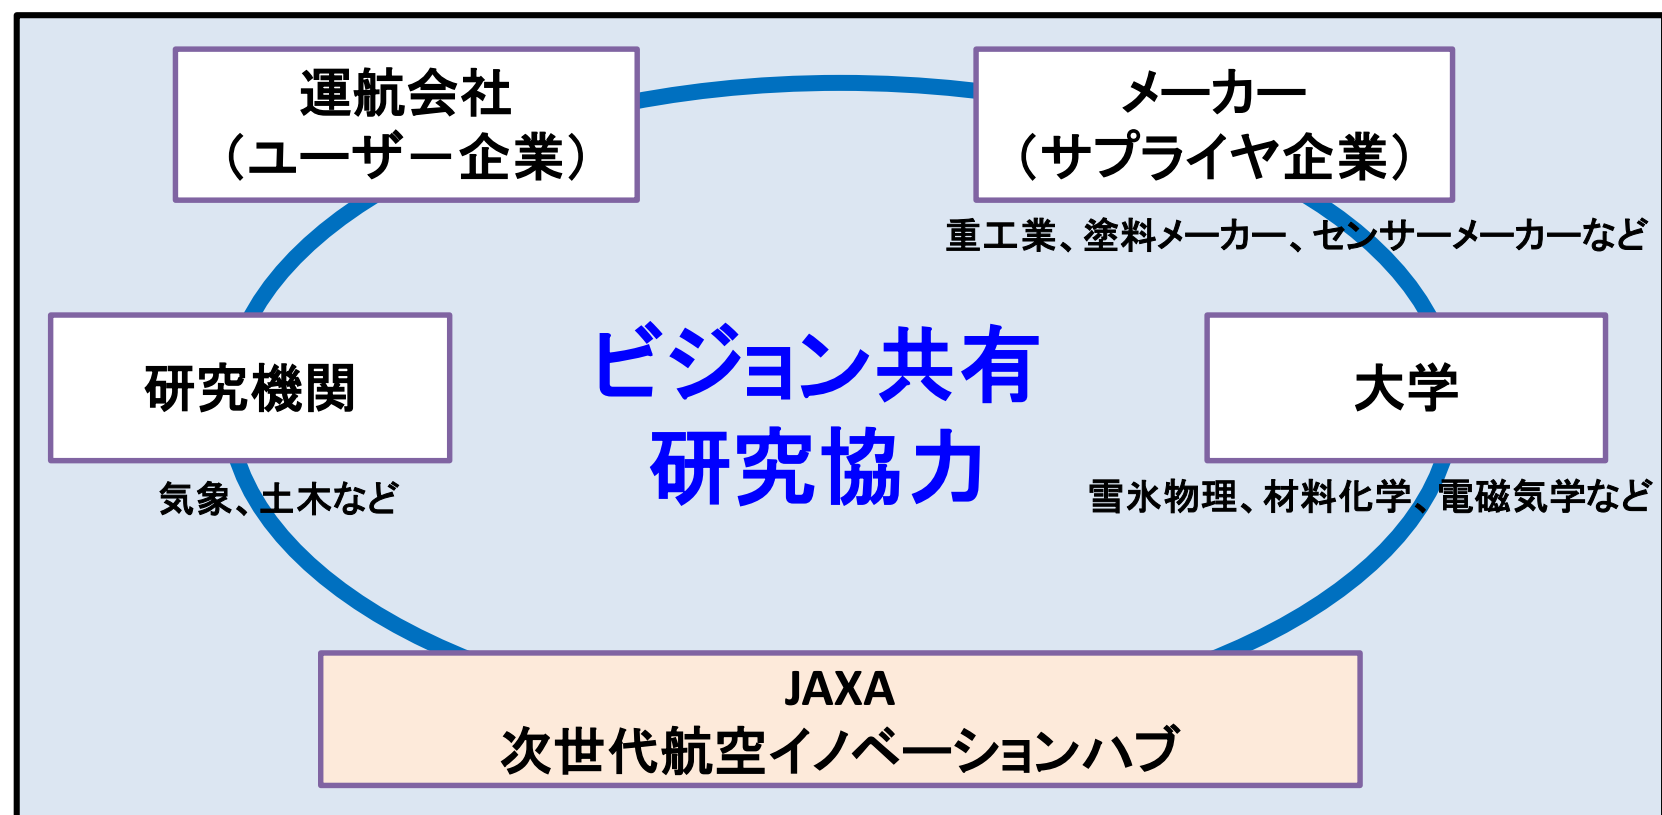 運航会社
（ユーザー企業）
メーカー
（サプライヤ企業）
重工業、塗料メーカー、センサーメーカーなど
ビジョン共有
研究協力
研究機関
気象、土木など
大学
雪氷物理、材料化学、電磁気学など
JAXA
次世代航空イノベーションハブ